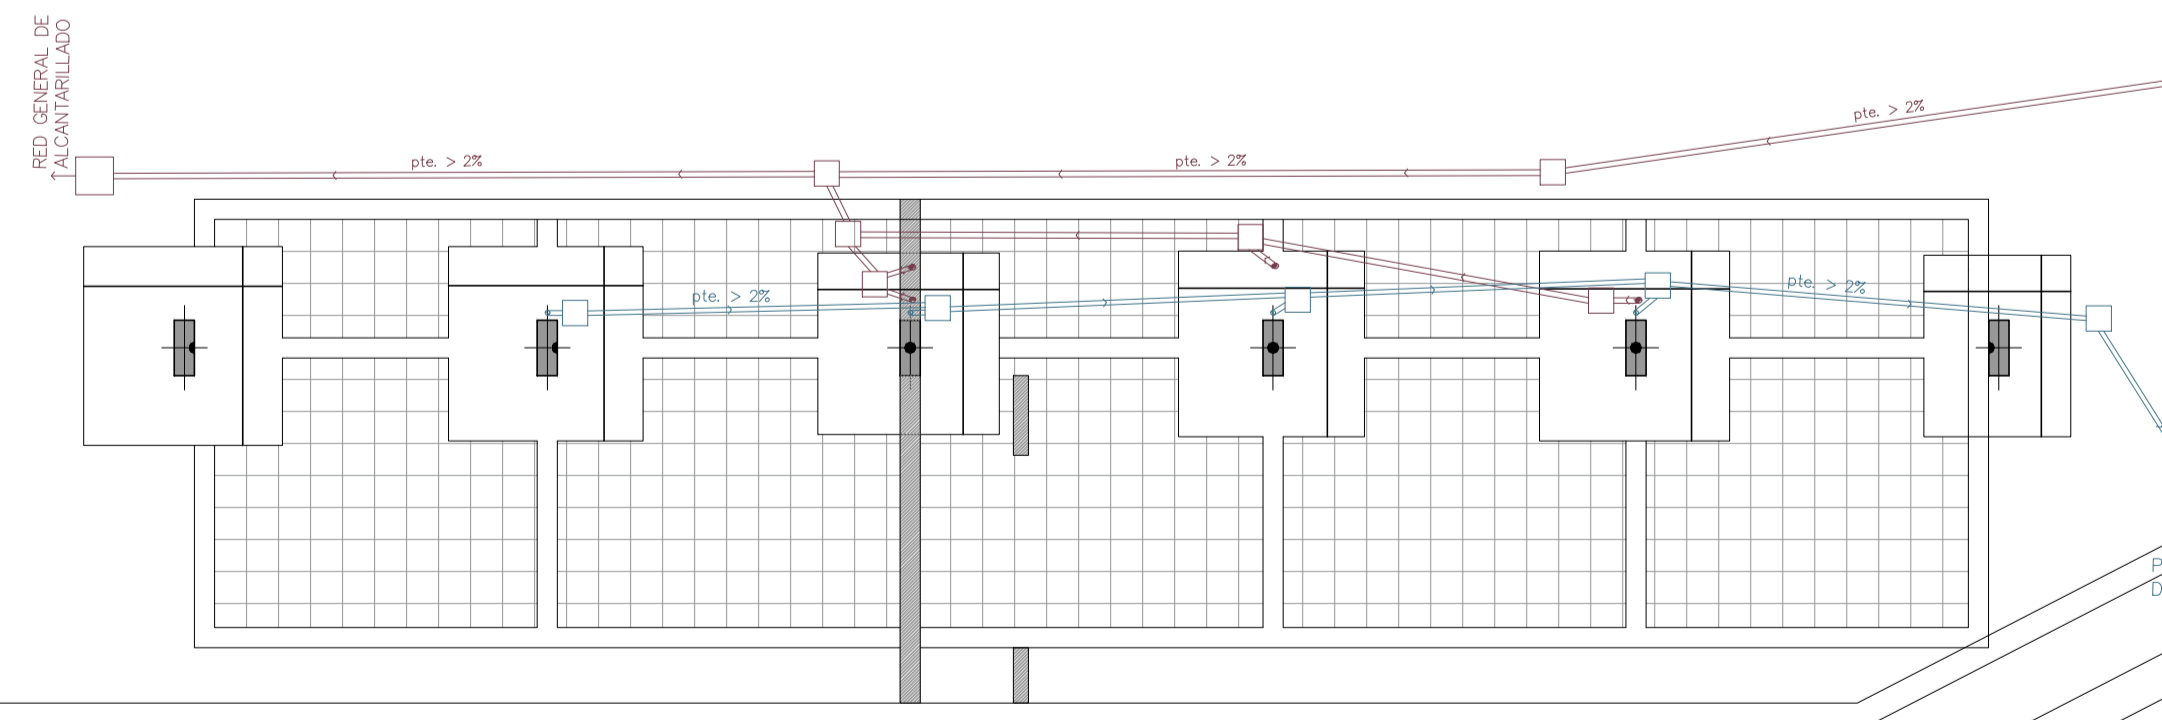 RED GENERAL DE
ALCANTARILLADO
pte. > 2%
pte. > 2%
pte. > 2%
pte. > 2%
pte. > 2%
P
D